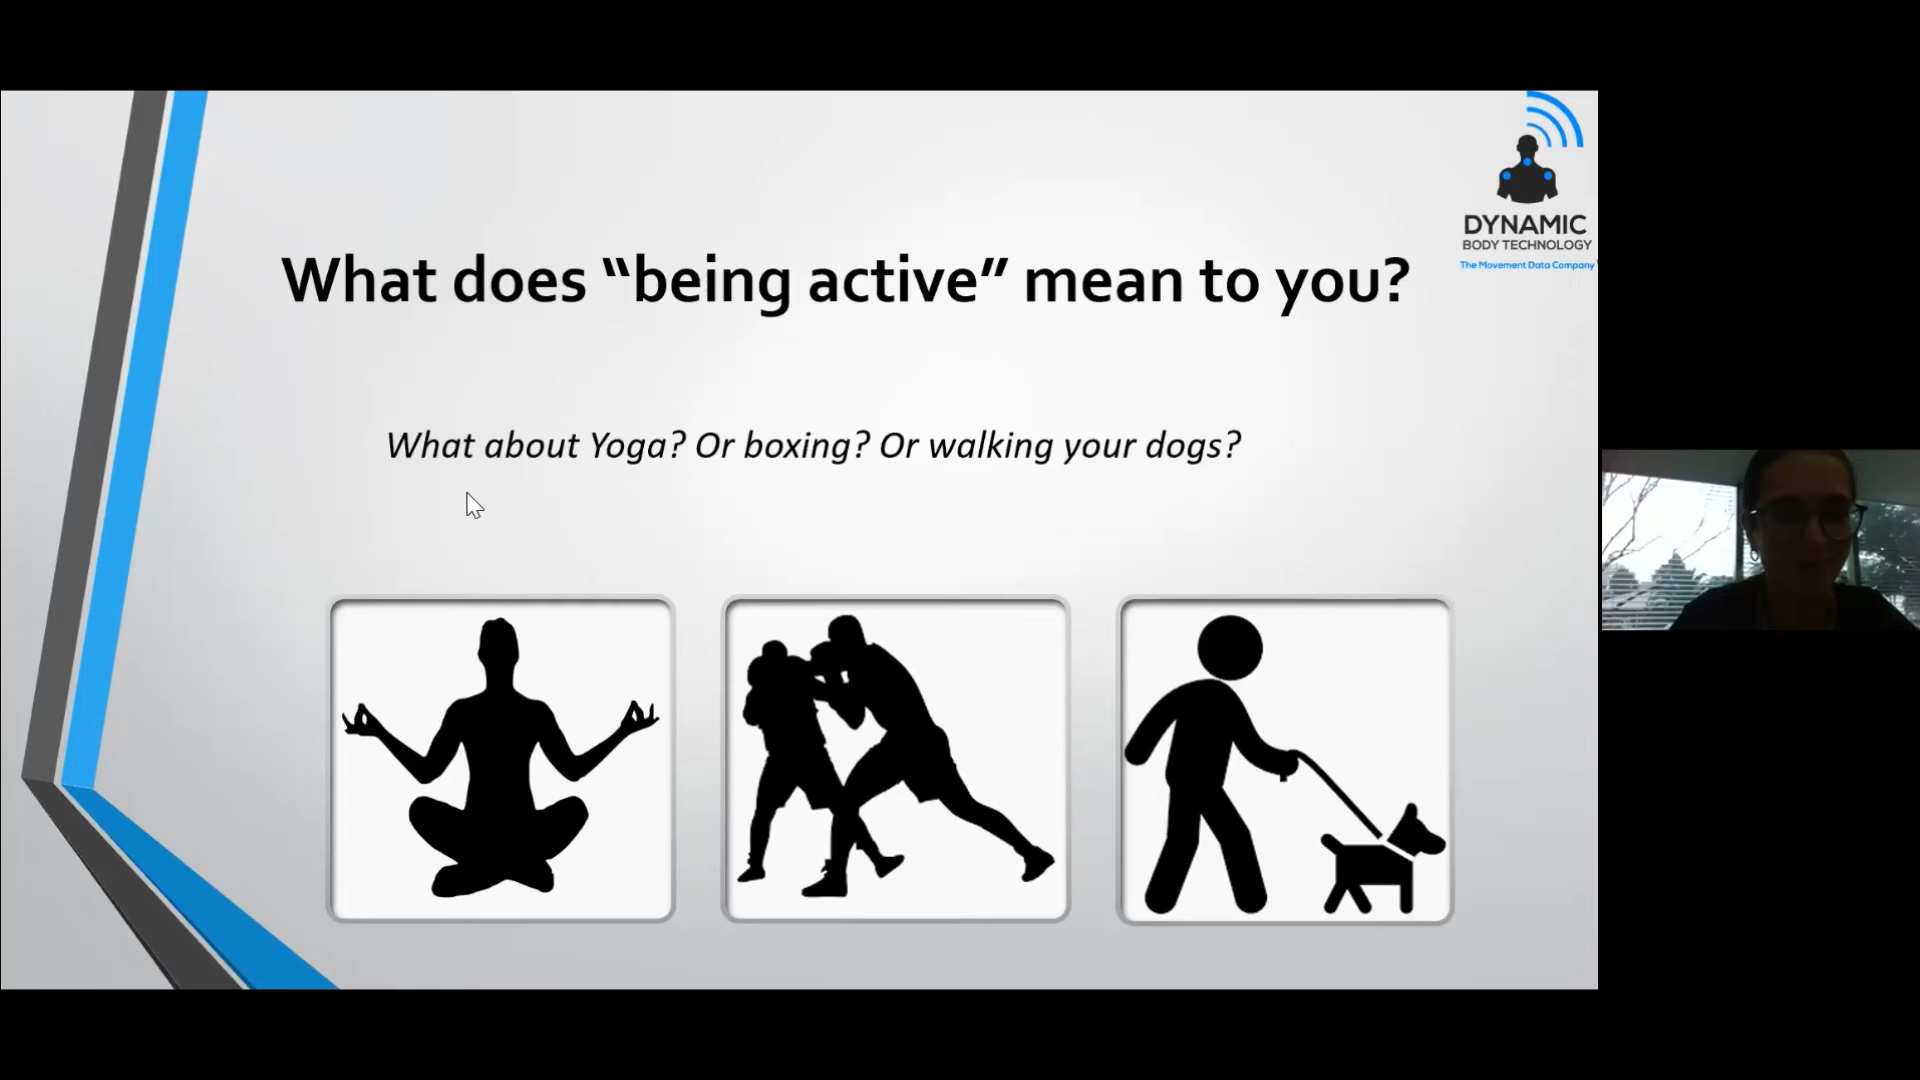 DYNAMIC
BODY TECHNOLOGY
The Movement Data Company
What does “being active” mean to you?
What about Yoga? Or boxing? Or walking your dogs?